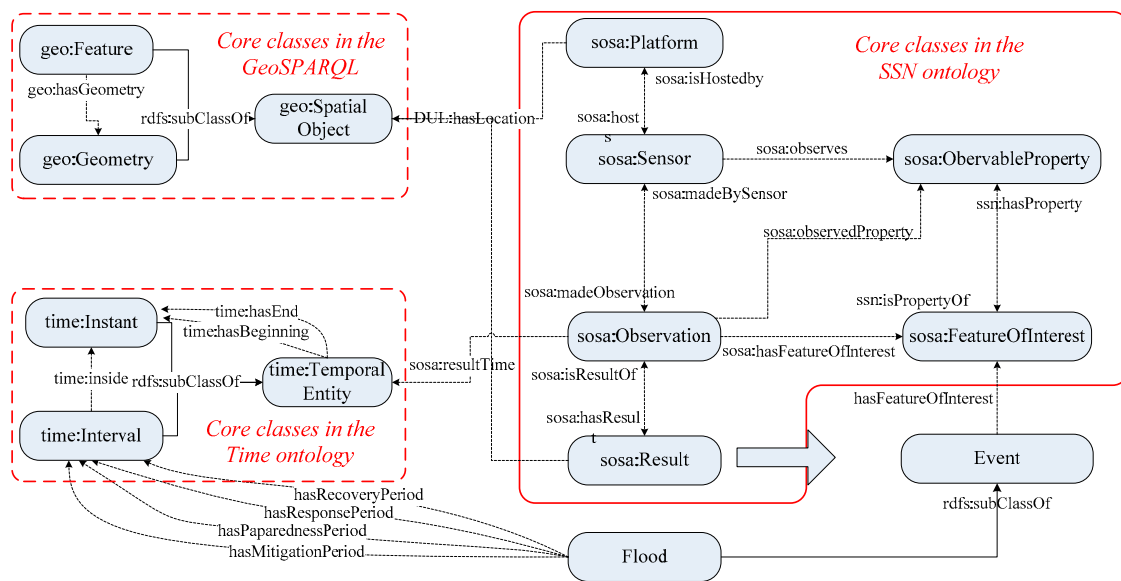 geo:Feature
Core classes in the
GeoSPARQL
geo:hasGeometry
rdfs:subClassOf
geo:Spatial
Object
geo:Geometry
DUL:hasLocation
sosa:Platform
Core classes in the
SSN ontology
sosa:isHostedby
sosa:host
s
sosa:Sensor
sosa:observes
sosa:ObervableProperty
sosa:madeBySensor
ssn:hasProperty
sosa:observedProperty
sosa:madeObservation
ssn:isPropertyOf
sosa:Observation
sosa:hasFeatureOfInterest
sosa:FeatureOfInterest
sosa:isResultOf
sosa:resultTime
sosa:hasResul
t
sosa:Result
time:Instant
time:hasEnd
time:hasBeginning
time:inside
rdfs:subClassOf
time:Temporal
Entity
time:Interval
Core classes in the
Time ontology
hasFeatureOfInterest
Event
rdfs:subClassOf
hasRecoveryPeriod
hasResponsePeriod
hasPaparednessPeriod
hasMitigationPeriod
Flood